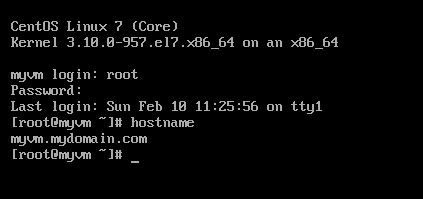 CentOS Linux 7 (Core)
Kernel 3.10.0-957.el7.x86_64 on an x86_64
myvm login: root
Password:
Last login: Sun Feb 10 11:25:56 on tty1
[root@myvm ~]# hostname
myvm.mydomain.com
[root@myvm ~]# _